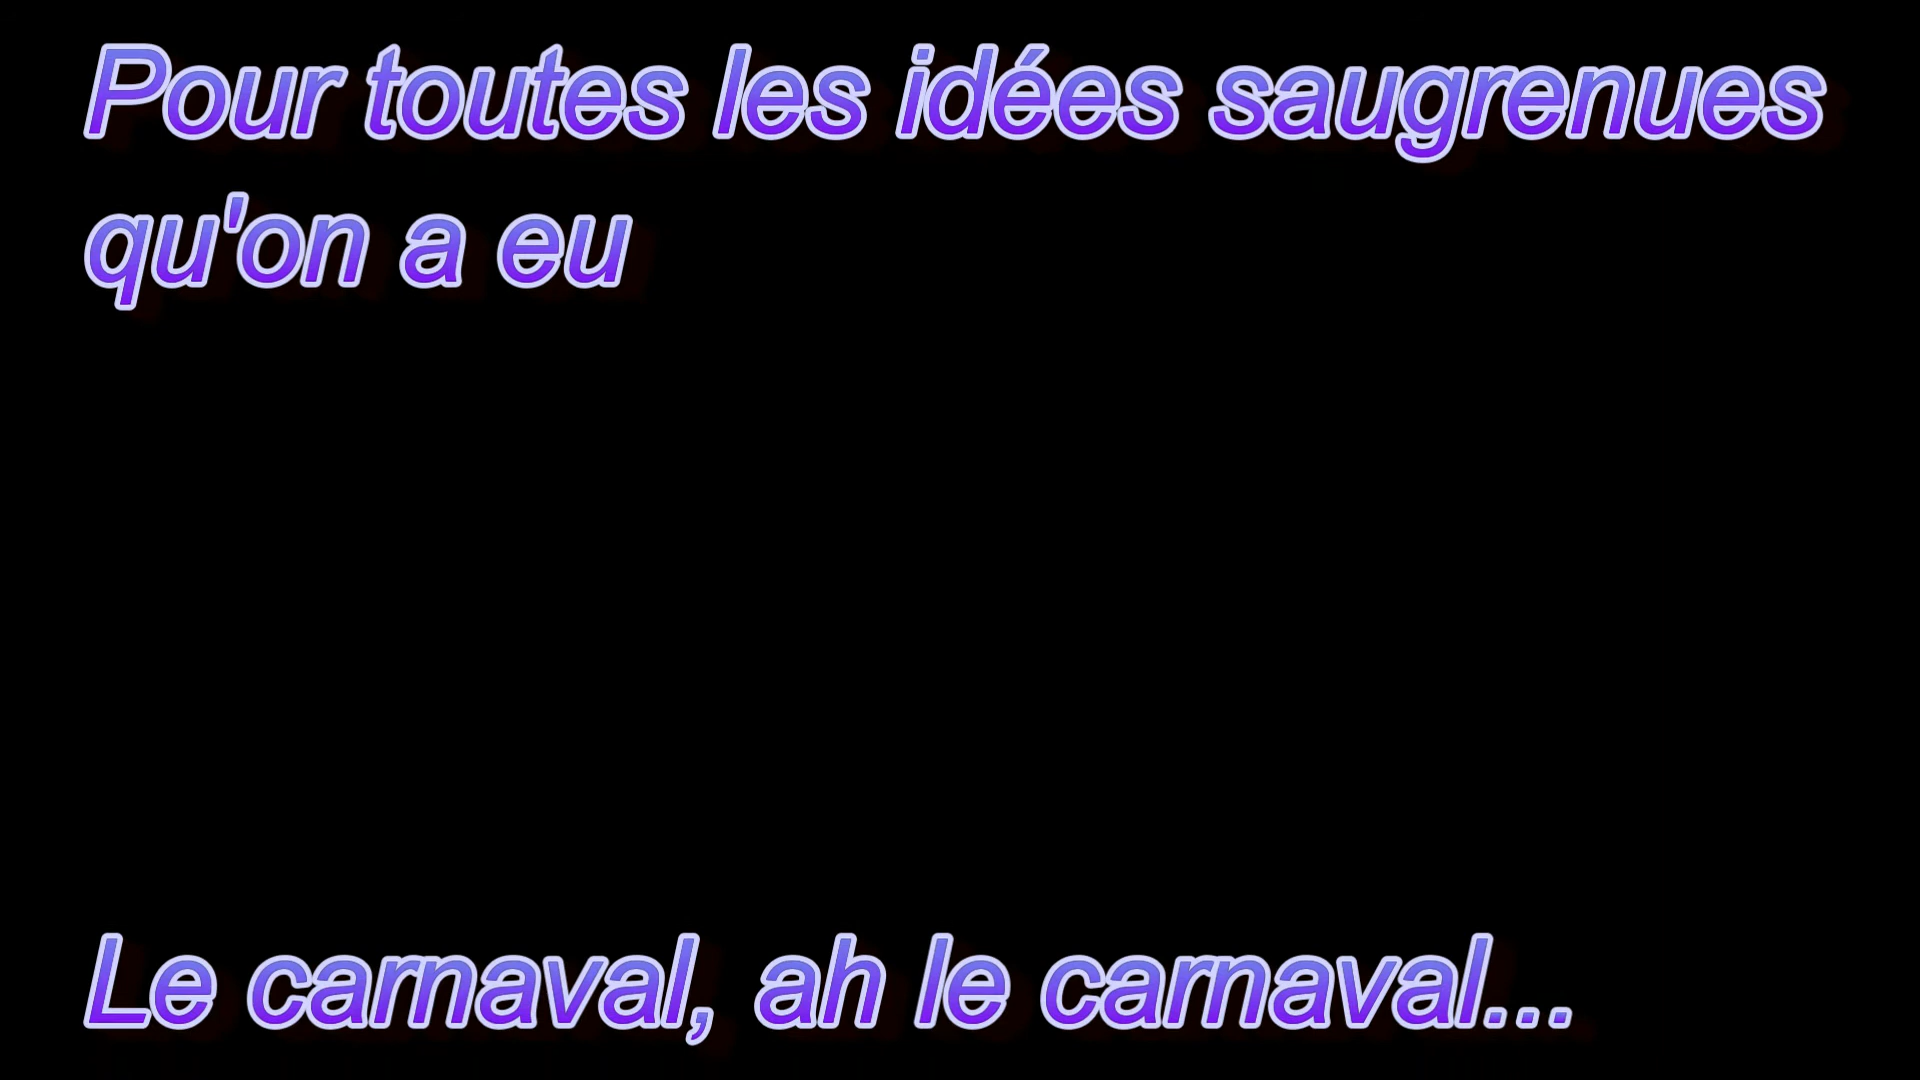 Pour toutes les idées saugrenues
qu'on a eu
Le carnaval, ah le carnaval...